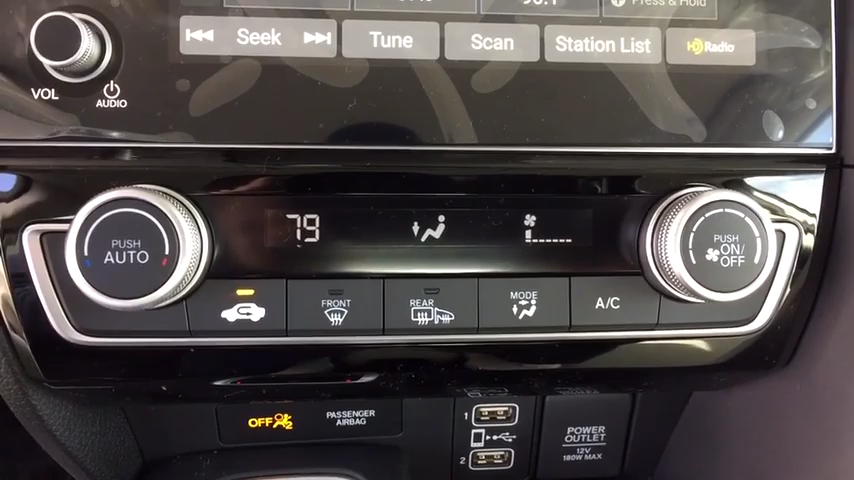 Press & Hold
Seek
Tune
Scan
Station List
HD Radio
VOL
AUDIO
PUSH
AUTO
79
PUSH
ON/
OFF
FRONT
REAR
MODE
A/C
OFF
2
PASSENGER
AIRBAG
1
2
POWER
OUTLET
12V
180W MAX